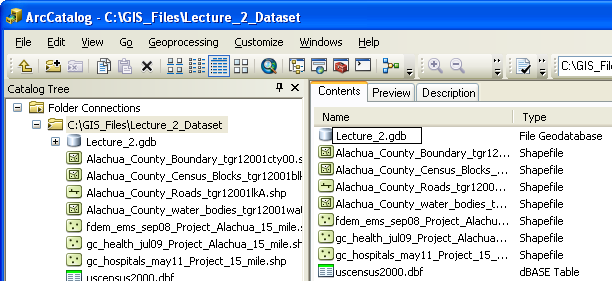 ArcCatalog - C:\GIS_Files\Lecture_2_Dataset
File Edit View Go Geoprocessing Customize Windows Help
C:\GIS_
Catalog Tree
Folder Connections
C:\GIS_Files\Lecture_2_Dataset
Lecture_2.gdb
Alachua_County_Boundary_tgr12001cty00.sh
Alachua_County_Census_Blocks_tgr12001blk
Alachua_County_Roads_tgr12001lkA.shp
Alachua_County_water_bodies_tgr12001wat
fdem_ems_sep08_Project_Alachua_15_mile.s
gc_health_jul09_Project_Alachua_15_mile.sh
gc_hospitals_may11_Project_15_mile.shp
uscensus2000.dbf
Contents Preview Description
Name Type
Lecture_2.gdb File Geodatabase
Alachua_County_Boundary_tgr12... Shapefile
Alachua_County_Census_Blocks_... Shapefile
Alachua_County_Roads_tgr1200... Shapefile
Alachua_County_water_bodies_t... Shapefile
fdem_ems_sep08_Project_Alachu... Shapefile
gc_health_jul09_Project_Alachua... Shapefile
gc_hospitals_may11_Project_15_... Shapefile
uscensus2000.dbf dBASE Table